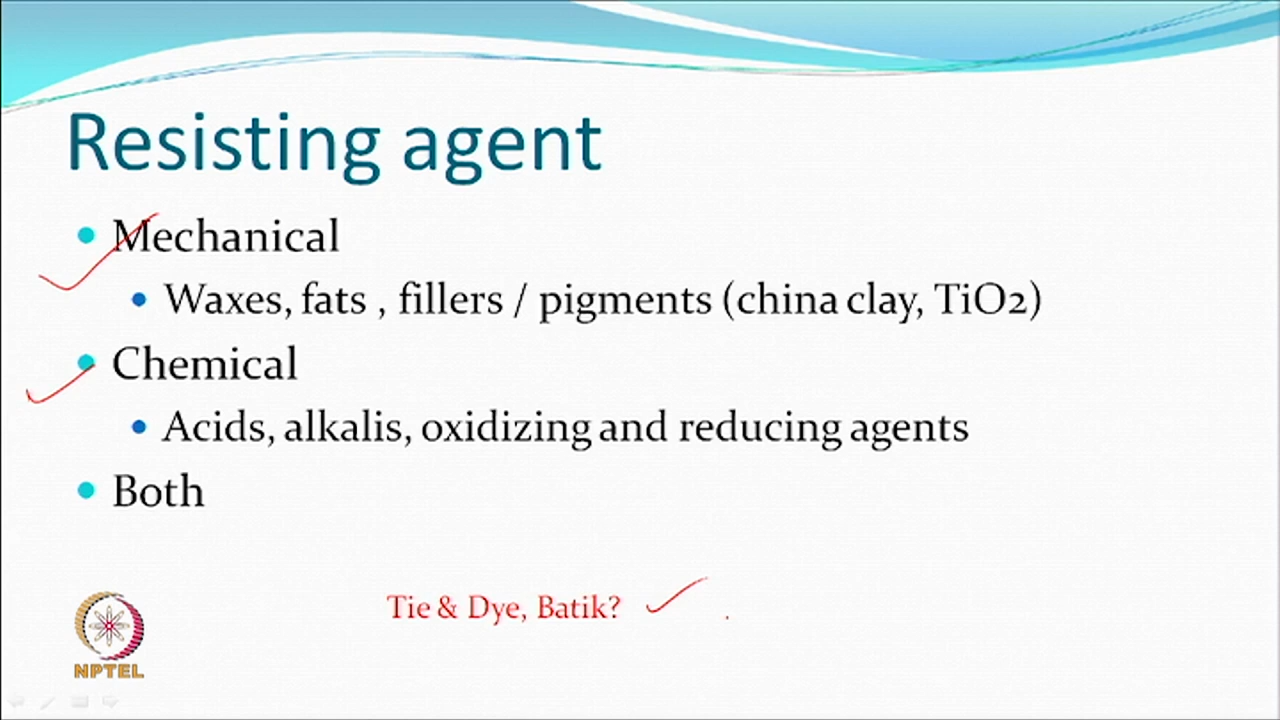 Resisting agent
Mechanical
Waxes, fats , fillers / pigments (china clay, TiO2)
Chemical
Acids, alkalis, oxidizing and reducing agents
Both
Tie & Dye, Batik?
NPTEL